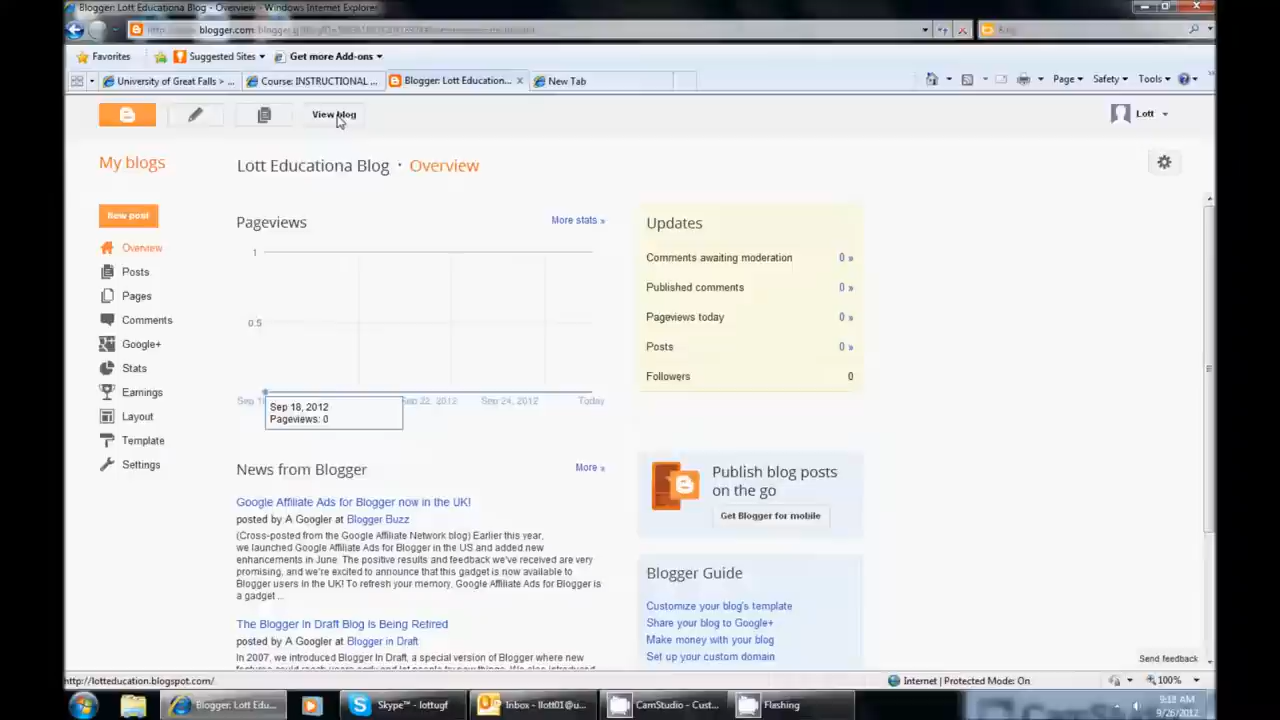 Blogger: Lott Educationa Blog - Overview - Windows Internet Explorer
blogger.com
Bing
Favorites Suggested Sites Get more Add-ons
University of Great Falls > ... Course: INSTRUCTIONAL ... Blogger: Lott Education... New Tab Page Safety Tools
View blog Lott
My blogs Lott Educationa Blog · Overview
New post
Overview
Posts
Pages
Comments
Google+
Stats
Earnings
Layout
Template
Settings
Pageviews More stats »
1
0.5
Sep 22, 2012 Sep 24, 2012 Today
Sep 18, 2012
Pageviews: 0
News from Blogger More »
Google Affiliate Ads for Blogger now in the UK!
posted by A Googler at Blogger Buzz
(Cross-posted from the Google Affiliate Network blog) Earlier this year,
we launched Google Affiliate Ads for Blogger in the US and added new
enhancements in June. The positive results and feedback we've received are very
promising, and we're excited to announce that this gadget is now available to
Blogger users in the UK! To refresh your memory, Google Affiliate Ads for Blogger is
a gadget ...
The Blogger In Draft Blog Is Being Retired
posted by A Googler at Blogger in Draft
In 2007, we introduced Blogger In Draft, a special version of Blogger where new
Updates
Comments awaiting moderation 0 »
Published comments 0 »
Pageviews today 0 »
Posts 0 »
Followers 0
Publish blog posts
on the go
Get Blogger for mobile
Blogger Guide
Customize your blog's template
Share your blog to Google+
Make money with your blog
Set up your custom domain
Send feedback
http://lotteducation.blogspot.com/ Internet | Protected Mode: On 100%
Blogger: Lott Edu... Skype™ - lottugf Inbox - llott01@u... CamStudio - Cust... Flashing
9:18 AM
9/26/2012